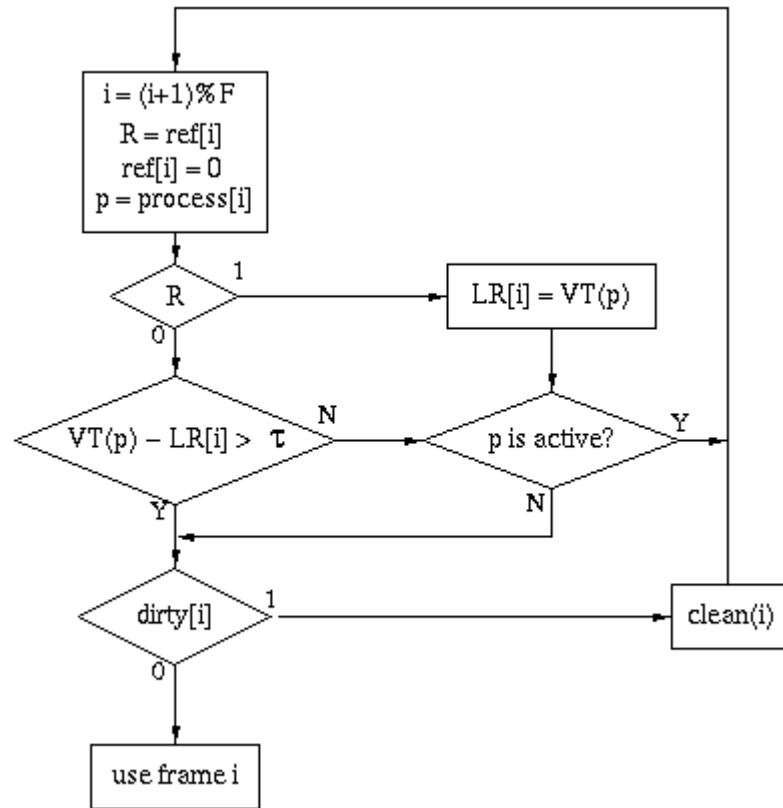 i = (i+1)%F
R = ref[i]
ref[i] = 0
p = process[i]
R
1
0
LR[i] = VT(p)
VT(p) – LR[i] > τ
N
Y
p is active?
Y
N
dirty[i]
1
0
clean(i)
use frame i